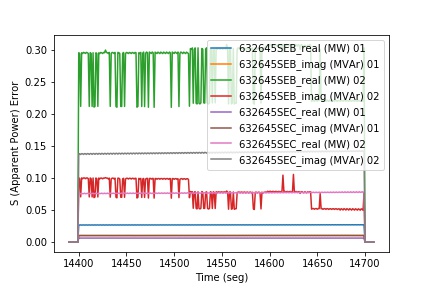 S (Apparent Power) Error
0.30
0.25
0.20
0.15
0.10
0.05
0.00
632645SEB_real (MW) 01
632645SEB_imag (MVAr) 01
632645SEB_real (MW) 02
632645SEB_imag (MVAr) 02
632645SEC_real (MW) 01
632645SEC_imag (MVAr) 01
632645SEC_real (MW) 02
632645SEC_imag (MVAr) 02
14400 14450 14500 14550 14600 14650 14700
Time (seg)